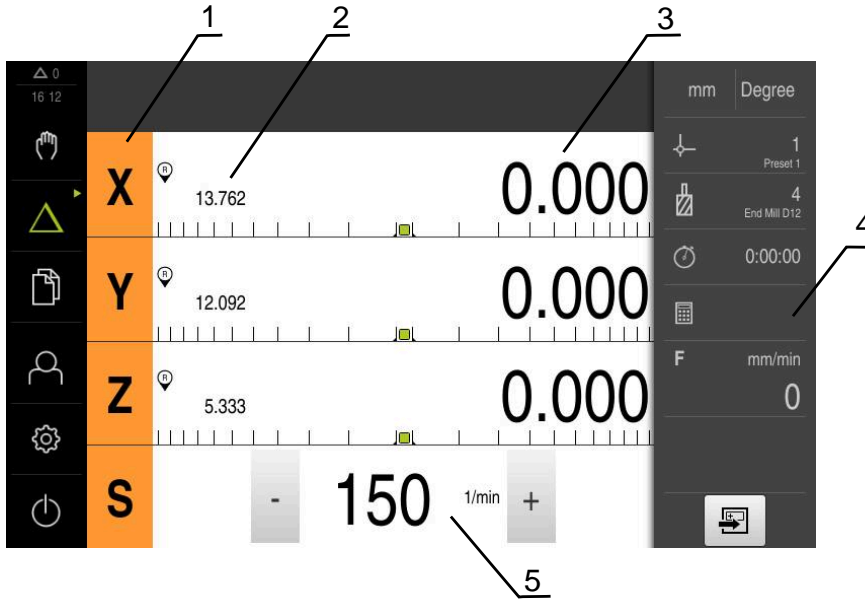 1 2 3
0
16 12
mm Degree
X R 13.762 0.000
1
Preset 1
4
End Mill D12
4
Y R 12.092 0.000
0:00:00
Z R 5.333 0.000
F mm/min
0
S - 150 1/min +
5